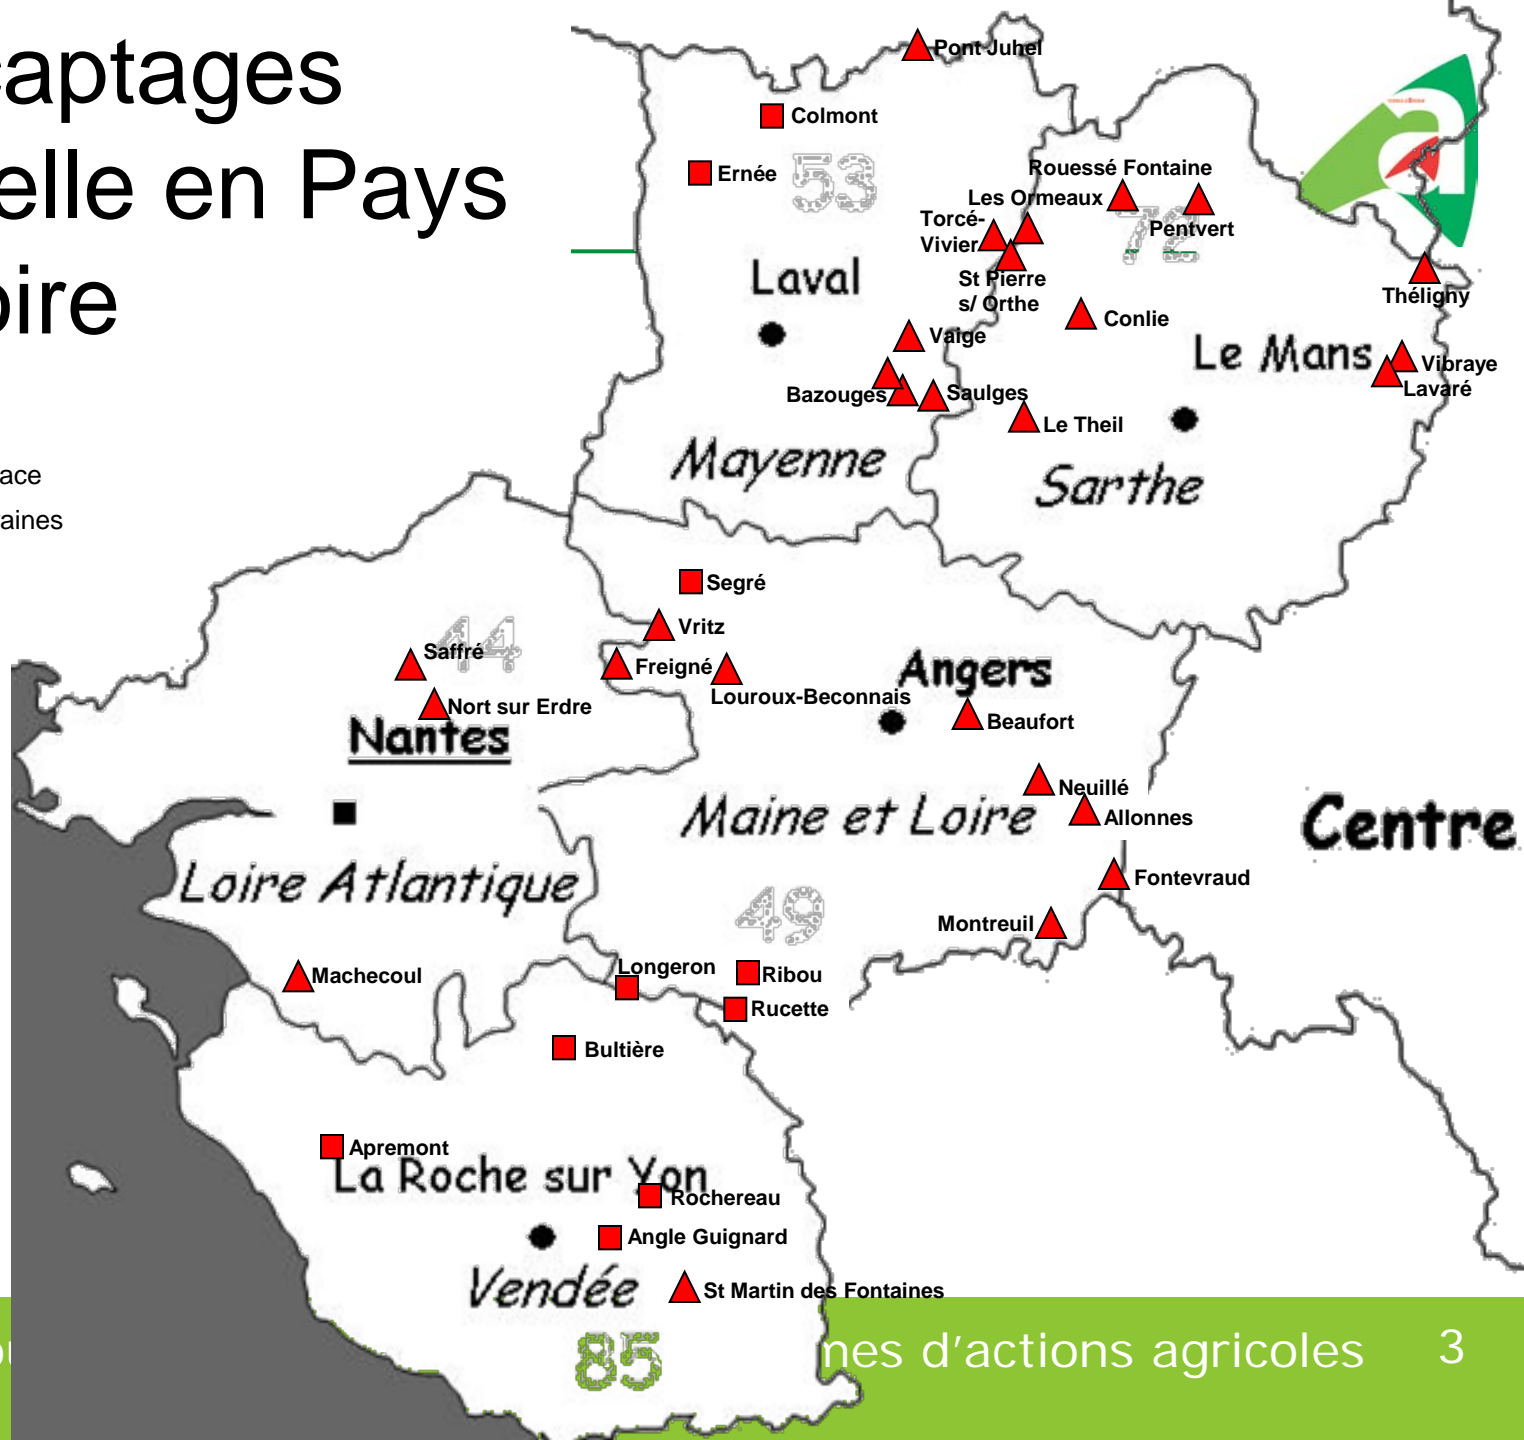 captages
elle en Pays
oire
ace
aines
Pont Juhel
Colmont
Ernée
53
Rouessé Fontaine
Les Ormeaux
Torcé-
Vivier
72
Pentvert
St Pierre
s/ Orthe
Laval
Théligny
Conlie
Vaige
Le Mans
Vibraye
Lavaré
Bazouges
Saulges
Le Theil
Mayenne
Sarthe
Segré
Vritz
44
Saffré
Freigné
Angers
Louroux-Beconnais
Nort sur Erdre
Beaufort
Nantes
Neuillé
Maine et Loire
Allonnes
Centre
Loire Atlantique
Fontevraud
49
Montreuil
Longeron
Ribou
Machecoul
Rucette
Bultière
Apremont
La Roche sur Yon
Rochereau
Angle Guignard
Vendée
St Martin des Fontaines
85
mes d'actions agricoles
3